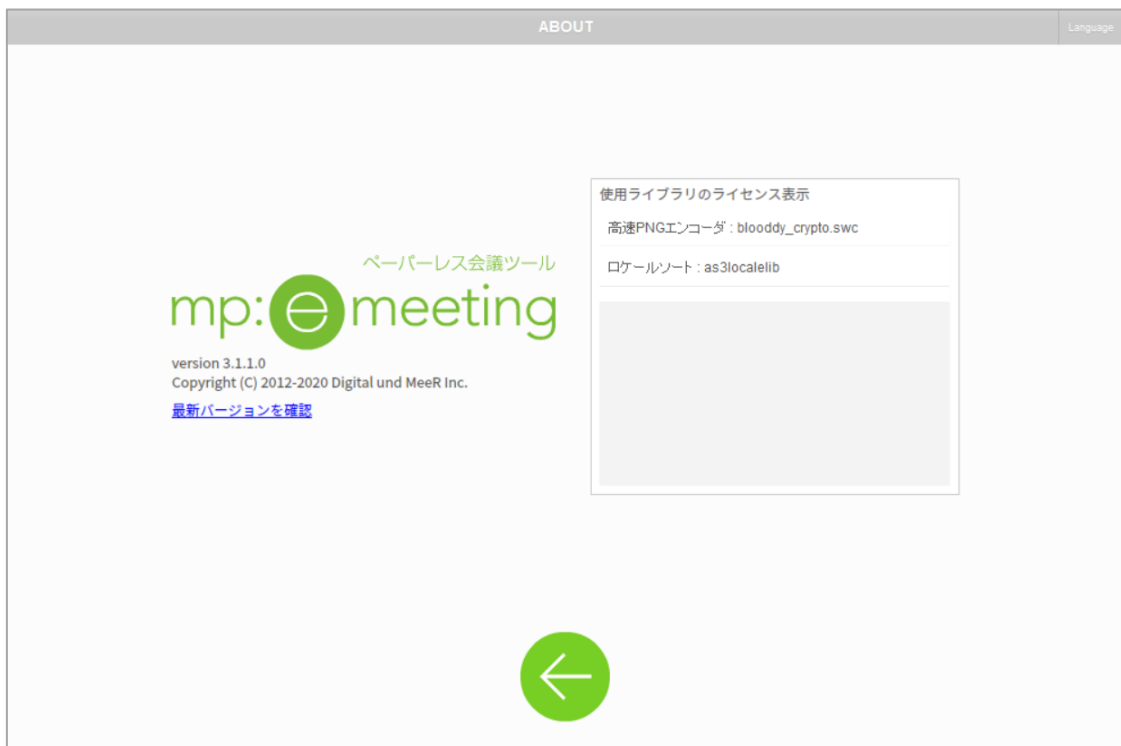 ABOUT
Language
ペーパーレス会議ツール
mp:e meeting
version 3.1.1.0
Copyright (C) 2012-2020 Digital und MeeR Inc.
最新バージョンを確認
使用ライブラリのライセンス表示
高速PNGエンコーダ : blooddy_crypto.swc
ロケールソート : as3localelib